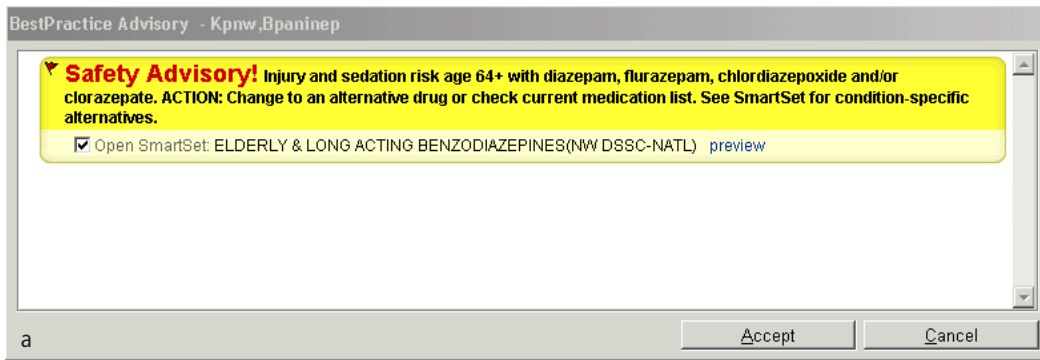 BestPractice Advisory - Kpnw,Bpaninep
Safety Advisory! Injury and sedation risk age 64+ with diazepam, flurazepam, chlordiazepoxide and/or
clorazepate. ACTION: Change to an alternative drug or check current medication list. See SmartSet for condition-specific
alternatives.
Open SmartSet: ELDERLY & LONG ACTING BENZODIAZEPINES(NW DSSC-NATL) preview
a
Accept Cancel